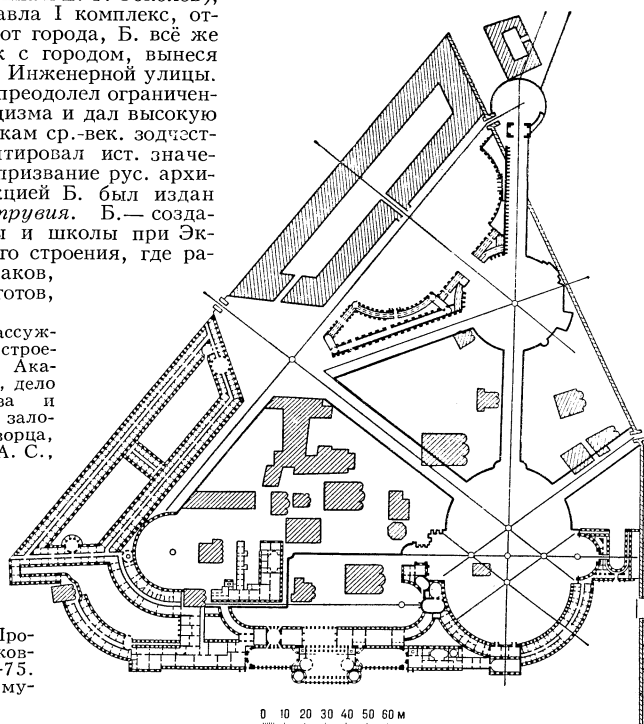 авла I комплекс, от-
от города, Б. всё же
к с городом, вынеся
Инженерной улицы.
преодолел ограничен-
цизма и дал высокую
кам ср.-век. зодчест-
тировал ист. значе-
призвание рус. архи-
кцией Б. был издан
трувия. Б.— созда-
ы и школы при Эк-
го строения, где ра-
аков,
готов,
ассуж-
строе-
Ака-
, дело
ва и
зало-
ворца,
А. С.,
Про-
ков-
-75.
му-
0 10 20 30 40 50 60 м